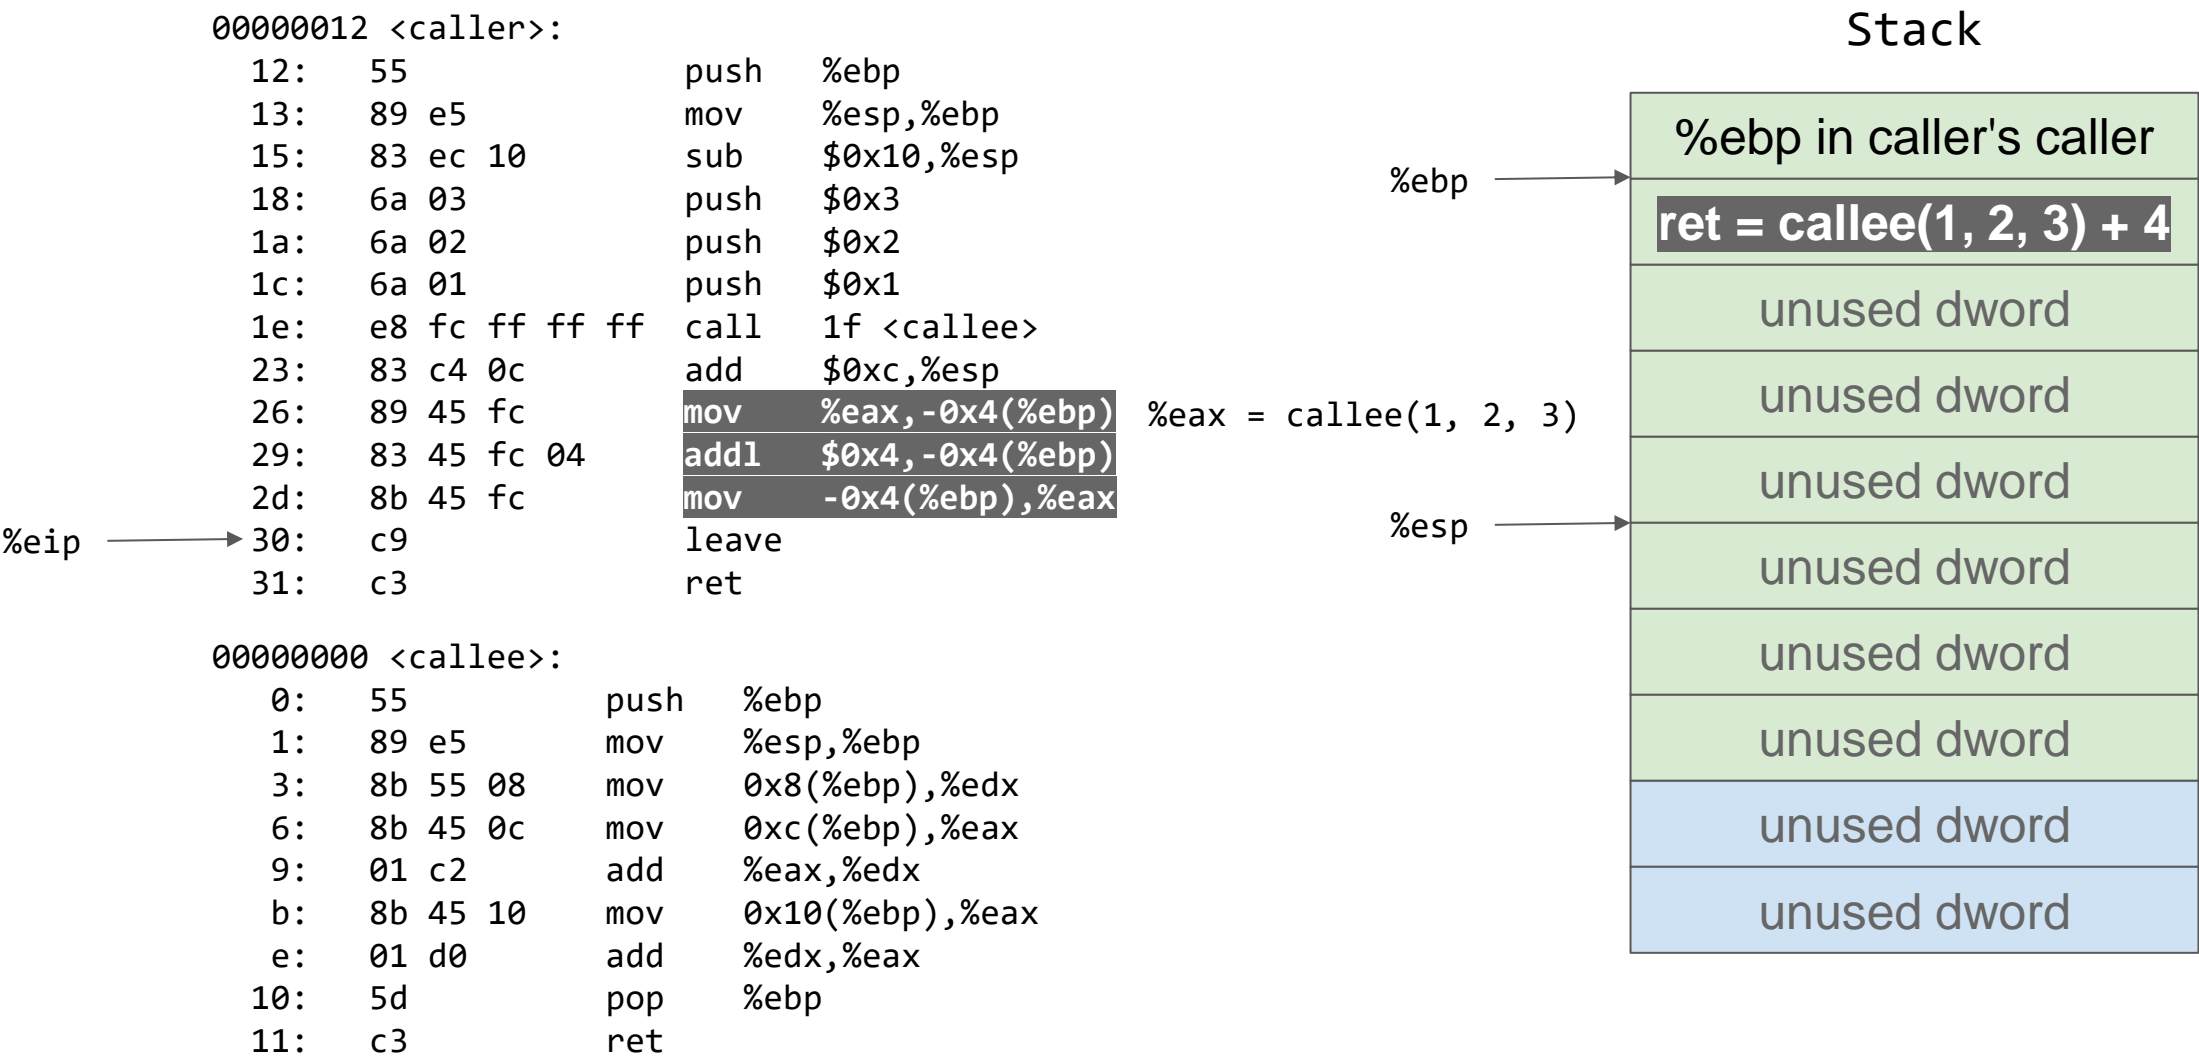 00000012 <caller>:
12: 55 push %ebp
13: 89 e5 mov %esp,%ebp
15: 83 ec 10 sub $0x10,%esp
18: 6a 03 push $0x3
1a: 6a 02 push $0x2
1c: 6a 01 push $0x1
1e: e8 fc ff ff ff call 1f <callee>
23: 83 c4 0c add $0xc,%esp
26: 89 45 fc mov %eax,-0x4(%ebp) %eax = callee(1, 2, 3)
29: 83 45 fc 04 addl $0x4,-0x4(%ebp)
2d: 8b 45 fc mov -0x4(%ebp),%eax
%eip 30: c9 leave
31: c3 ret
00000000 <callee>:
0: 55 push %ebp
1: 89 e5 mov %esp,%ebp
3: 8b 55 08 mov 0x8(%ebp),%edx
6: 8b 45 0c mov 0xc(%ebp),%eax
9: 01 c2 add %eax,%edx
b: 8b 45 10 mov 0x10(%ebp),%eax
e: 01 d0 add %edx,%eax
10: 5d pop %ebp
11: c3 ret
Stack
%ebp in caller's caller
%ebp
ret = callee(1, 2, 3) + 4
unused dword
unused dword
unused dword
%esp
unused dword
unused dword
unused dword
unused dword
unused dword